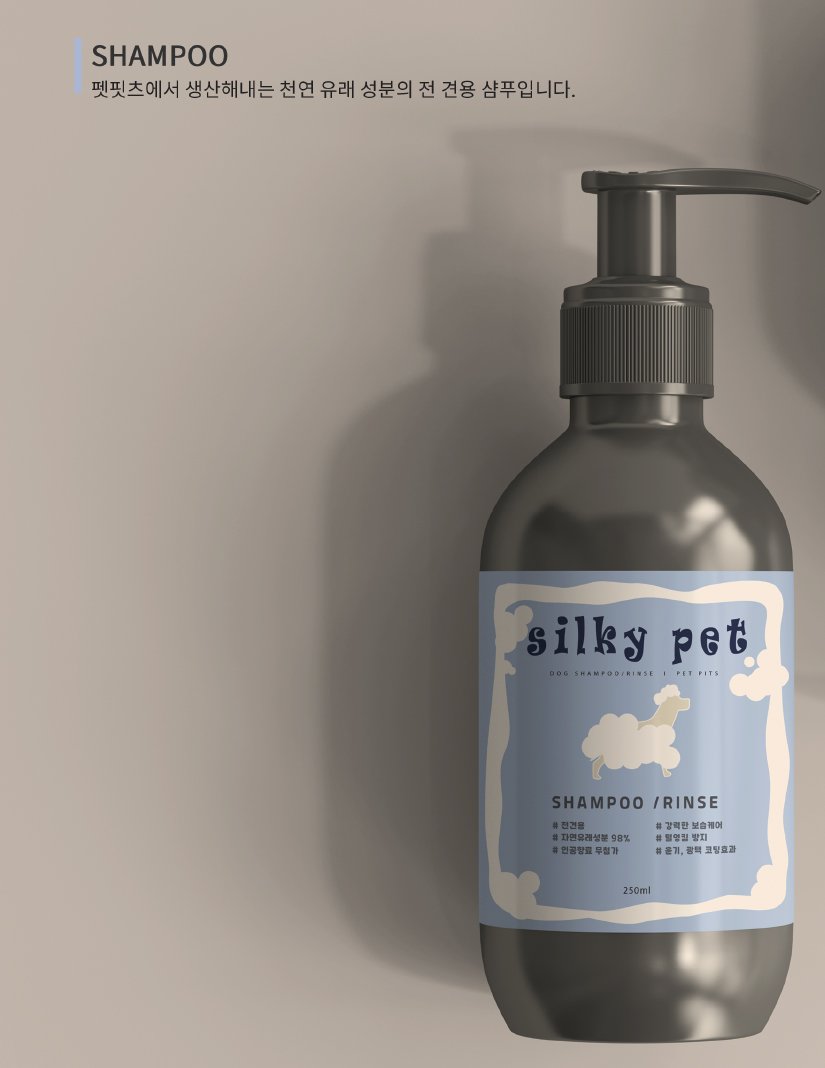 SHAMPOO
펫핏츠에서 생산해내는 천연 유래 성분의 전 견용 샴푸입니다.
silky pet
DOG SHAMPOO/RINSE I PET PITS
SHAMPOO /RINSE
# 전견용
# 자연유래성분 98%
# 인공향료 무첨가
# 강력한 보습케어
# 털엉킴 방지
# 윤기, 광택 코팅효과
250ml